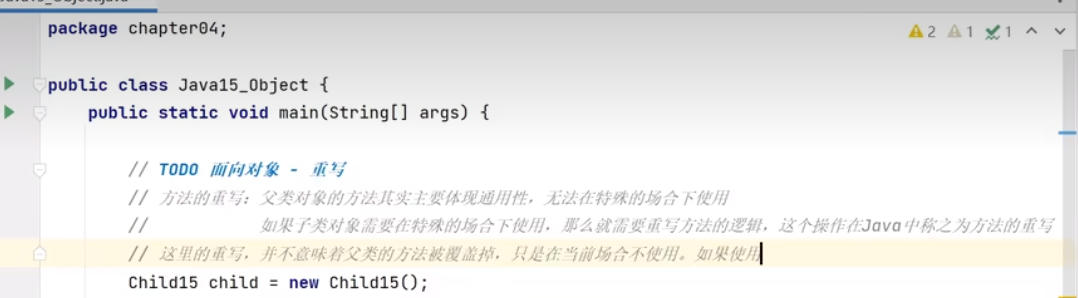 package chapter04;
2 1 1
public class Java15_Object {
public static void main(String[] args) {
// TODO 面向对象 - 重写
// 方法的重写：父类对象的方法其实主要体现通用性，无法在特殊的场合下使用
// 如果子类对象需要在特殊的场合下使用，那么就需要重写方法的逻辑，这个操作在Java中称之为方法的重写
// 这里的重写，并不意味着父类的方法被覆盖掉，只是在当前场合不使用。如果使用
Child15 child = new Child15();